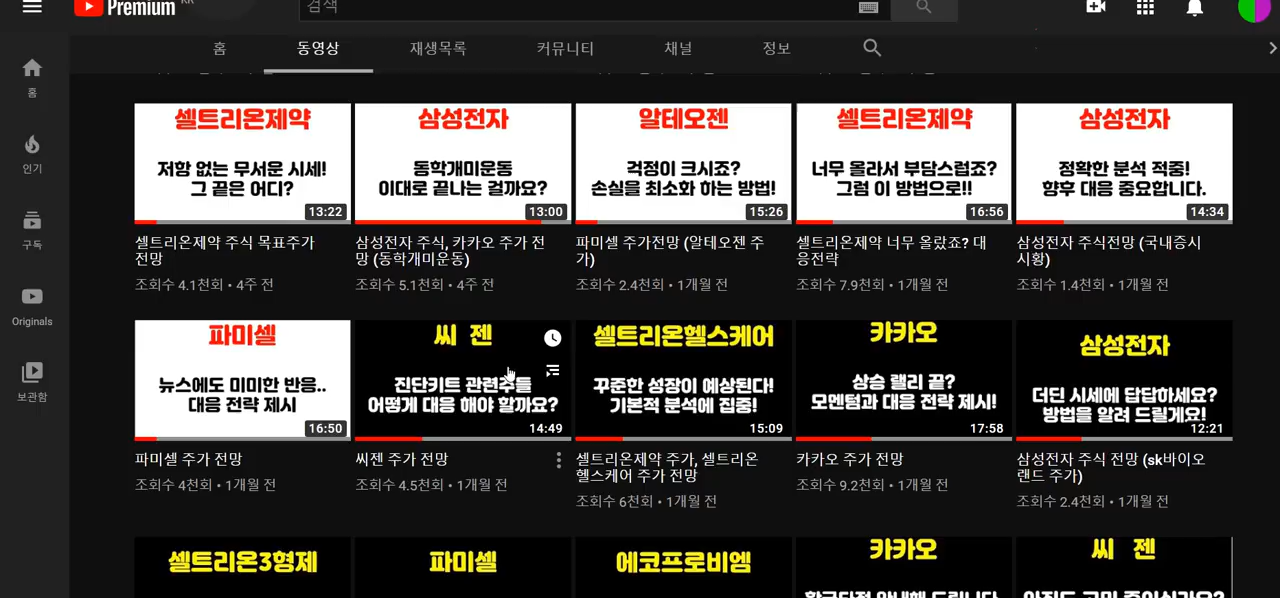 Premium KR
검색
홈 동영상 재생목록 커뮤니티 채널 정보
홈
인기
구독
Originals
보관함
셀트리온제약
저항 없는 무서운 시세!
그 끝은 어디?
13:22
셀트리온제약 주식 목표주가
전망
조회수 4.1천회 • 4주 전
삼성전자
동학개미운동
이대로 끝나는 걸까요?
13:00
삼성전자 주식, 카카오 주가 전
망 (동학개미운동)
조회수 5.1천회 • 4주 전
알테오젠
걱정이 크시죠?
손실을 최소화 하는 방법!
15:26
파미셀 주가전망 (알테오젠 주
가)
조회수 2.4천회 • 1개월 전
셀트리온제약
너무 올라서 부담스럽죠?
그럼 이 방법으로!!
16:56
셀트리온제약 너무 올랐죠? 대
응전략
조회수 7.9천회 • 1개월 전
삼성전자
정확한 분석 적중!
향후 대응 중요합니다.
14:34
삼성전자 주식전망 (국내증시
시황)
조회수 1.4천회 • 1개월 전
파미셀
뉴스에도 미미한 반응..
대응 전략 제시
16:50
파미셀 주가 전망
조회수 4천회 • 1개월 전
씨 젠
진단키트 관련주들
어떻게 대응 해야 할까요?
14:49
씨젠 주가 전망
조회수 4.5천회 • 1개월 전
셀트리온헬스케어
꾸준한 성장이 예상된다!
기본적 분석에 집중!
15:09
셀트리온제약 주가, 셀트리온
헬스케어 주가 전망
조회수 6천회 • 1개월 전
카카오
상승 랠리 끝?
모멘텀과 대응 전략 제시!
17:58
카카오 주가 전망
조회수 9.2천회 • 1개월 전
삼성전자
더딘 시세에 답답하세요?
방법을 알려 드릴게요!
12:21
삼성전자 주식 전망 (sk바이오
랜드 주가)
조회수 2.4천회 • 1개월 전
셀트리온3형제
파미셀
에코프로비엠
카카오
씨 젠